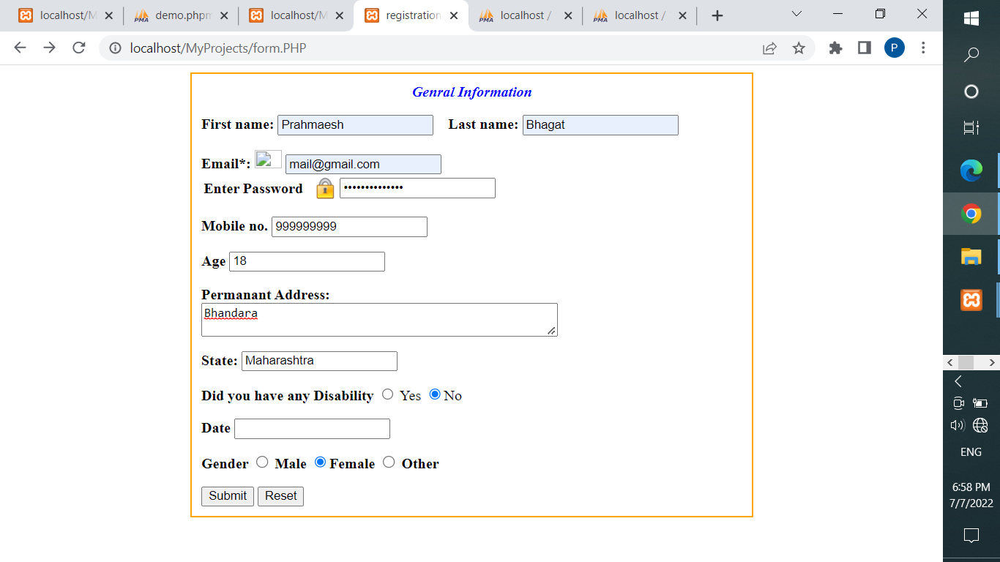 localhost/M demo.phpm localhost/M registration localhost / localhost /
localhost/MyProjects/form.PHP P
Genral Information
First name: Prahmaesh Last name: Bhagat
Email*: mail@gmail.com
Enter Password ••••••••••••••
Mobile no. 999999999
Age 18
Permanant Address:
Bhandara
State: Maharashtra
Did you have any Disability Yes No
Date
Gender Male Female Other
Submit Reset
ENG
6:58 PM
7/7/2022